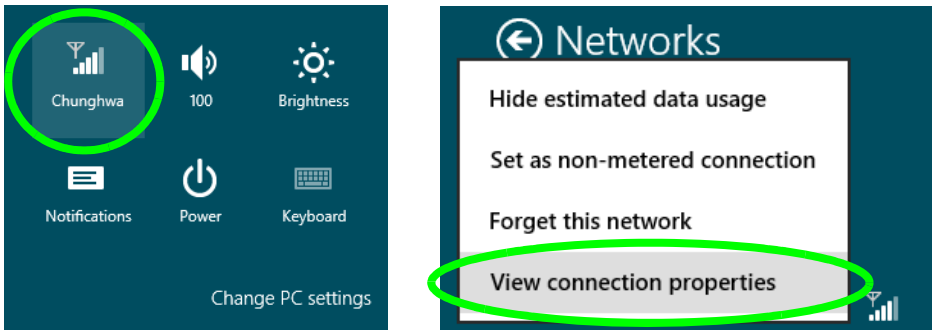 Chunghwa
100
Brightness
Notifications
Power
Keyboard
Change PC settings
Networks
Hide estimated data usage
Set as non-metered connection
Forget this network
View connection properties